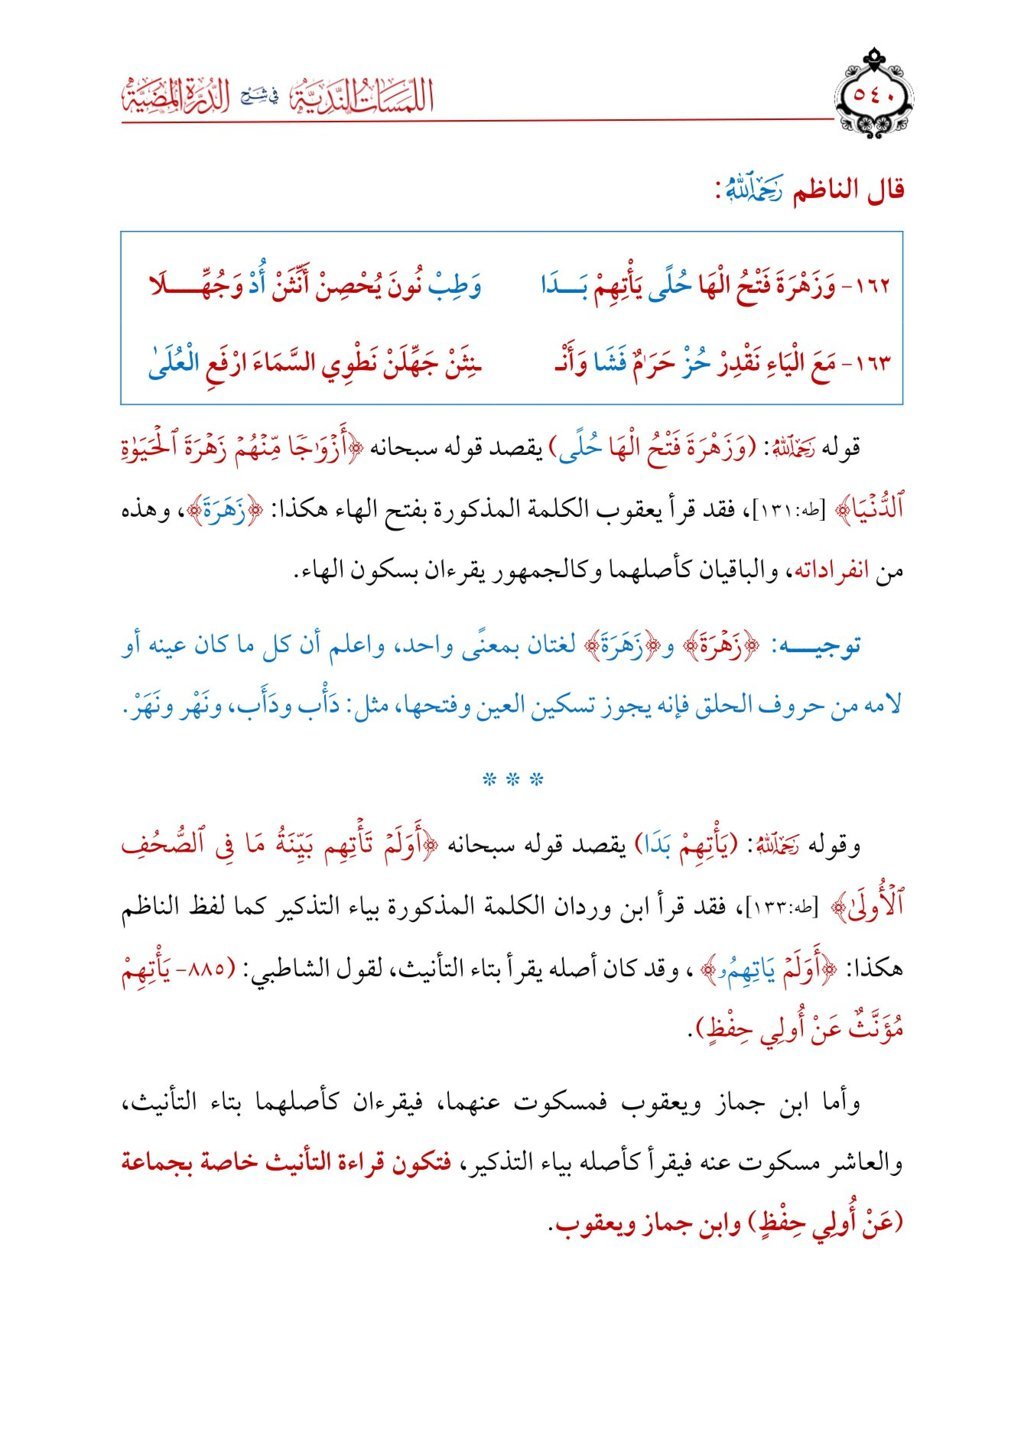 ٥٤٠
اللمسات الندية في شرح الدرة المضية
قال الناظم رَحِمَهُ ٱللَّهُ:
١٦٢- وَزَهْرَةَ فَتْحُ الْهَا حُلًى يَأْتِهِمْ بَـــدَا وَطِبْ نُونَ يُحْصِنْ أَنِّثَنْ أُدْ وَجُهِّـــــلَا
١٦٣- مَعَ الْيَاءِ نَقْدِرْ حُزْ حَرَمٌ فَشَا وَأَنْـ ـنِثَنْ جَهِّلَنْ نَطْوِي السَّمَاءَ ارْفَعِ الْعُلَىٰ
قوله رَحِمَهُ ٱللَّهُ: (وَزَهْرَةَ فَتْحُ الْهَا حُلًى) يقصد قوله سبحانه ﴿أَزۡوَٰجٗا مِّنۡهُمۡ زَهۡرَةَ ٱلۡحَيَوٰةِ
ٱلدُّنۡيَا﴾ [طه:١٣١]، فقد قرأ يعقوب الكلمة المذكورة بفتح الهاء هكذا: ﴿زَهَرَةَ﴾، وهذه
من انفراداته، والباقيان كأصلهما وكالجمهور يقرءان بسكون الهاء.
توجيـــه: ﴿زَهۡرَةَ﴾ و﴿زَهَرَةَ﴾ لغتان بمعنًى واحد، واعلم أن كل ما كان عينه أو
لامه من حروف الحلق فإنه يجوز تسكين العين وفتحها، مثل: دَأْب ودَأَب، ونَهْر ونَهَرْ.
* * *
وقوله رَحِمَهُ ٱللَّهُ: (يَأْتِهِمْ بَدَا) يقصد قوله سبحانه ﴿أَوَلَمۡ تَأۡتِهِم بَيِّنَةُ مَا فِي ٱلصُّحُفِ
ٱلۡأُولَىٰ﴾ [طه:١٣٣]، فقد قرأ ابن وردان الكلمة المذكورة بياء التذكير كما لفظ الناظم
هكذا: ﴿أَوَلَمۡ يَاتِهِمُۥ﴾ ، وقد كان أصله يقرأ بتاء التأنيث، لقول الشاطبي: (٨٨٥- يَأْتِهِمْ
مُؤَنَّثٌ عَنْ أُولِي حِفْظٍ).
وأما ابن جماز ويعقوب فمسكوت عنهما، فيقرءان كأصلهما بتاء التأنيث،
والعاشر مسكوت عنه فيقرأ كأصله بياء التذكير، فتكون قراءة التأنيث خاصة بجماعة
(عَنْ أُولِي حِفْظٍ) وابن جماز ويعقوب.